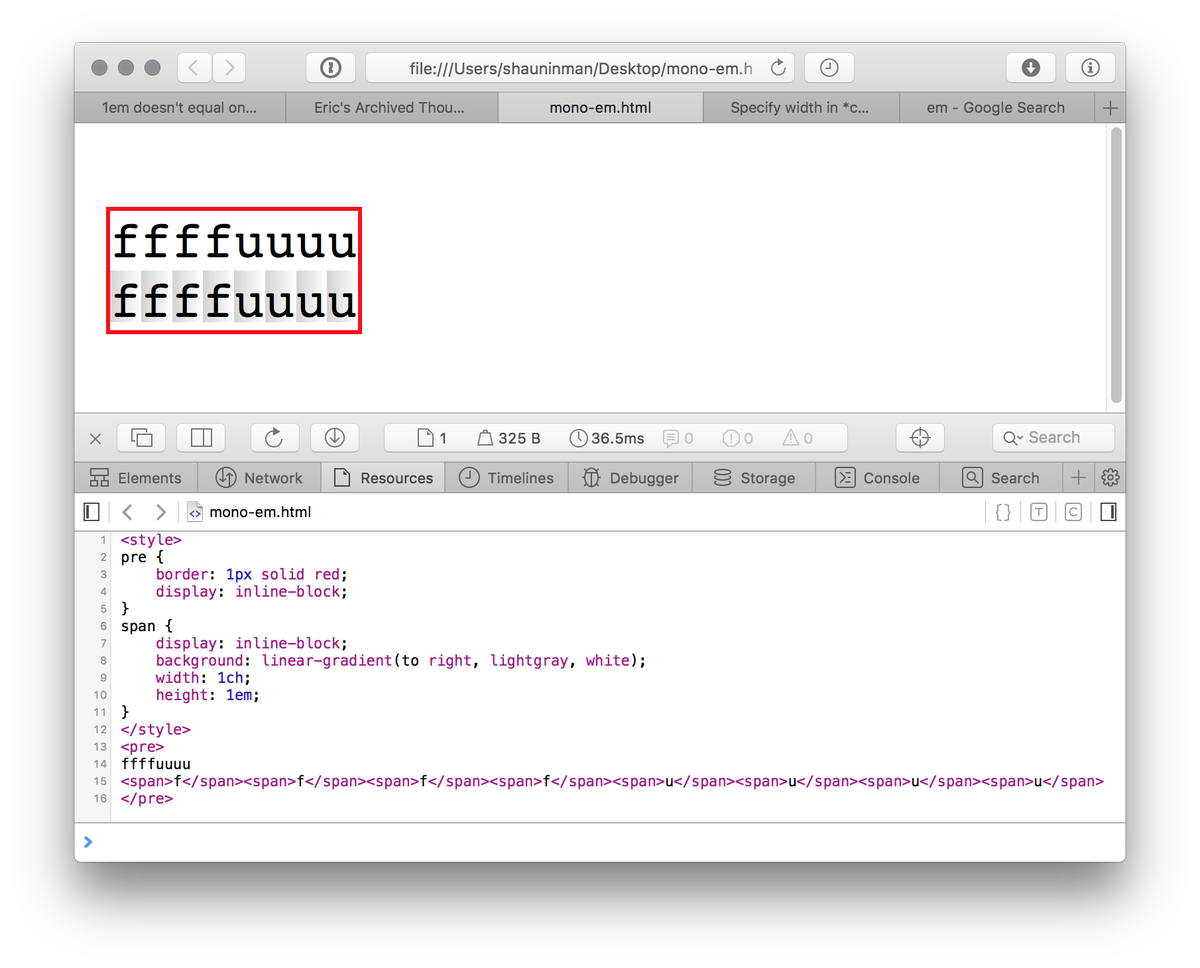 file:///Users/shauninman/Desktop/mono-em.h
1em doesn't equal on... Eric's Archived Thou... mono-em.html Specify width in *c... em - Google Search
ffffuuuu
ffffuuuu
1 325 B 36.5ms 0 0 0 Search
Elements Network Resources Timelines Debugger Storage Console Search
mono-em.html {} T C
1 <style>
2 pre {
3     border: 1px solid red;
4     display: inline-block;
5 }
6 span {
7     display: inline-block;
8     background: linear-gradient(to right, lightgray, white);
9     width: 1ch;
10     height: 1em;
11 }
12 </style>
13 <pre>
14 ffffuuuu
15 <span>f</span><span>f</span><span>f</span><span>f</span><span>u</span><span>u</span><span>u</span><span>u</span>
16 </pre>